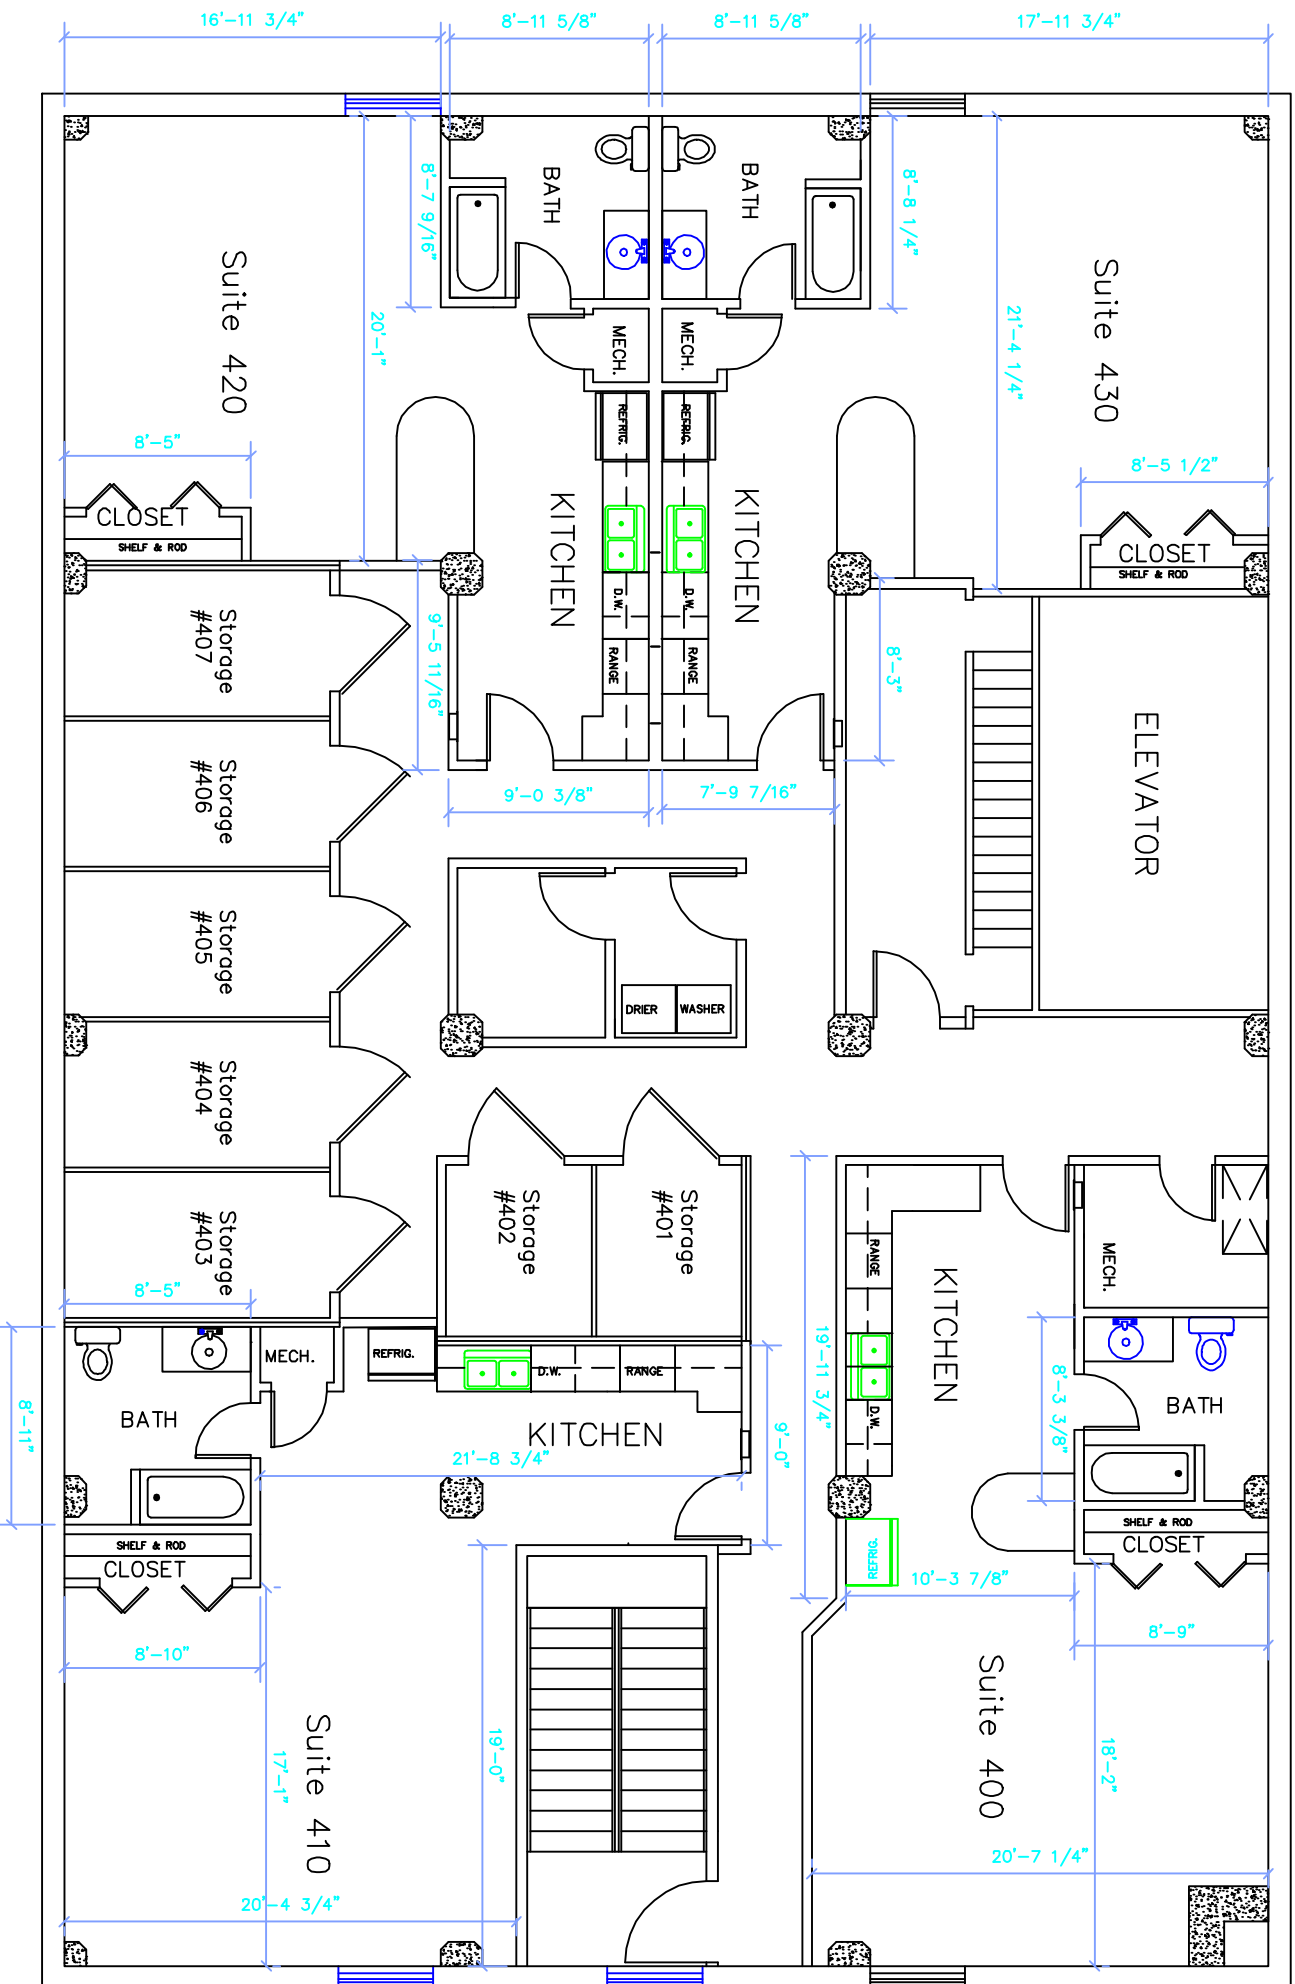 16'-11 3/4"
8'-11 5/8"
8'-11 5/8"
17'-11 3/4"
BATH
BATH
8'-7 9/16"
8'-8 1/4"
Suite 420
20'-1"
MECH.
MECH.
21'-4 1/4"
Suite 430
REFRIG.
REFRIG.
8'-5"
8'-5 1/2"
CLOSET
SHELF & ROD
KITCHEN
KITCHEN
CLOSET
SHELF & ROD
D.W.
D.W.
Storage
#407
9'-5 11/16"
RANGE
RANGE
8'-3"
ELEVATOR
Storage
#406
9'-0 3/8"
7'-9 7/16"
Storage
#405
DRIER
WASHER
Storage
#404
Storage
#403
Storage
#402
Storage
#401
RANGE
KITCHEN
MECH.
8'-5"
MECH.
REFRIG.
D.W.
RANGE
19'-11 3/4"
8'-3 3/8"
BATH
8'-11"
BATH
KITCHEN
9'-0"
D.W.
21'-8 3/4"
SHELF & ROD
CLOSET
SHELF & ROD
CLOSET
REFRIG.
10'-3 7/8"
8'-10"
8'-9"
Suite 410
17'-1"
19'-0"
Suite 400
18'-2"
20'-7 1/4"
20'-4 3/4"